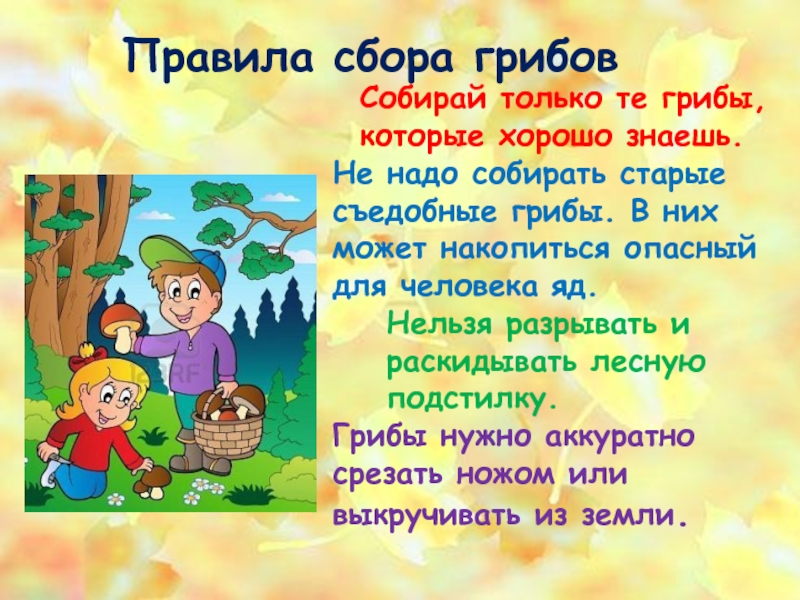 Правила сбора грибов
Собирай только те грибы,
которые хорошо знаешь.
Не надо собирать старые
съедобные грибы. В них
может накопиться опасный
для человека яд.
Нельзя разрывать и
раскидывать лесную
подстилку.
Грибы нужно аккуратно
срезать ножом или
выкручивать из земли.